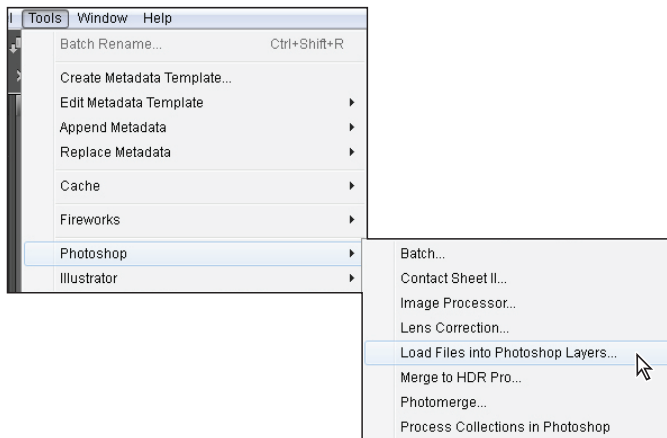 Tools Window Help
Batch Rename... Ctrl+Shift+R
Create Metadata Template...
Edit Metadata Template
Append Metadata
Replace Metadata
Cache
Fireworks
Photoshop
Illustrator
Batch...
Contact Sheet II...
Image Processor...
Lens Correction...
Load Files into Photoshop Layers...
Merge to HDR Pro...
Photomerge...
Process Collections in Photoshop